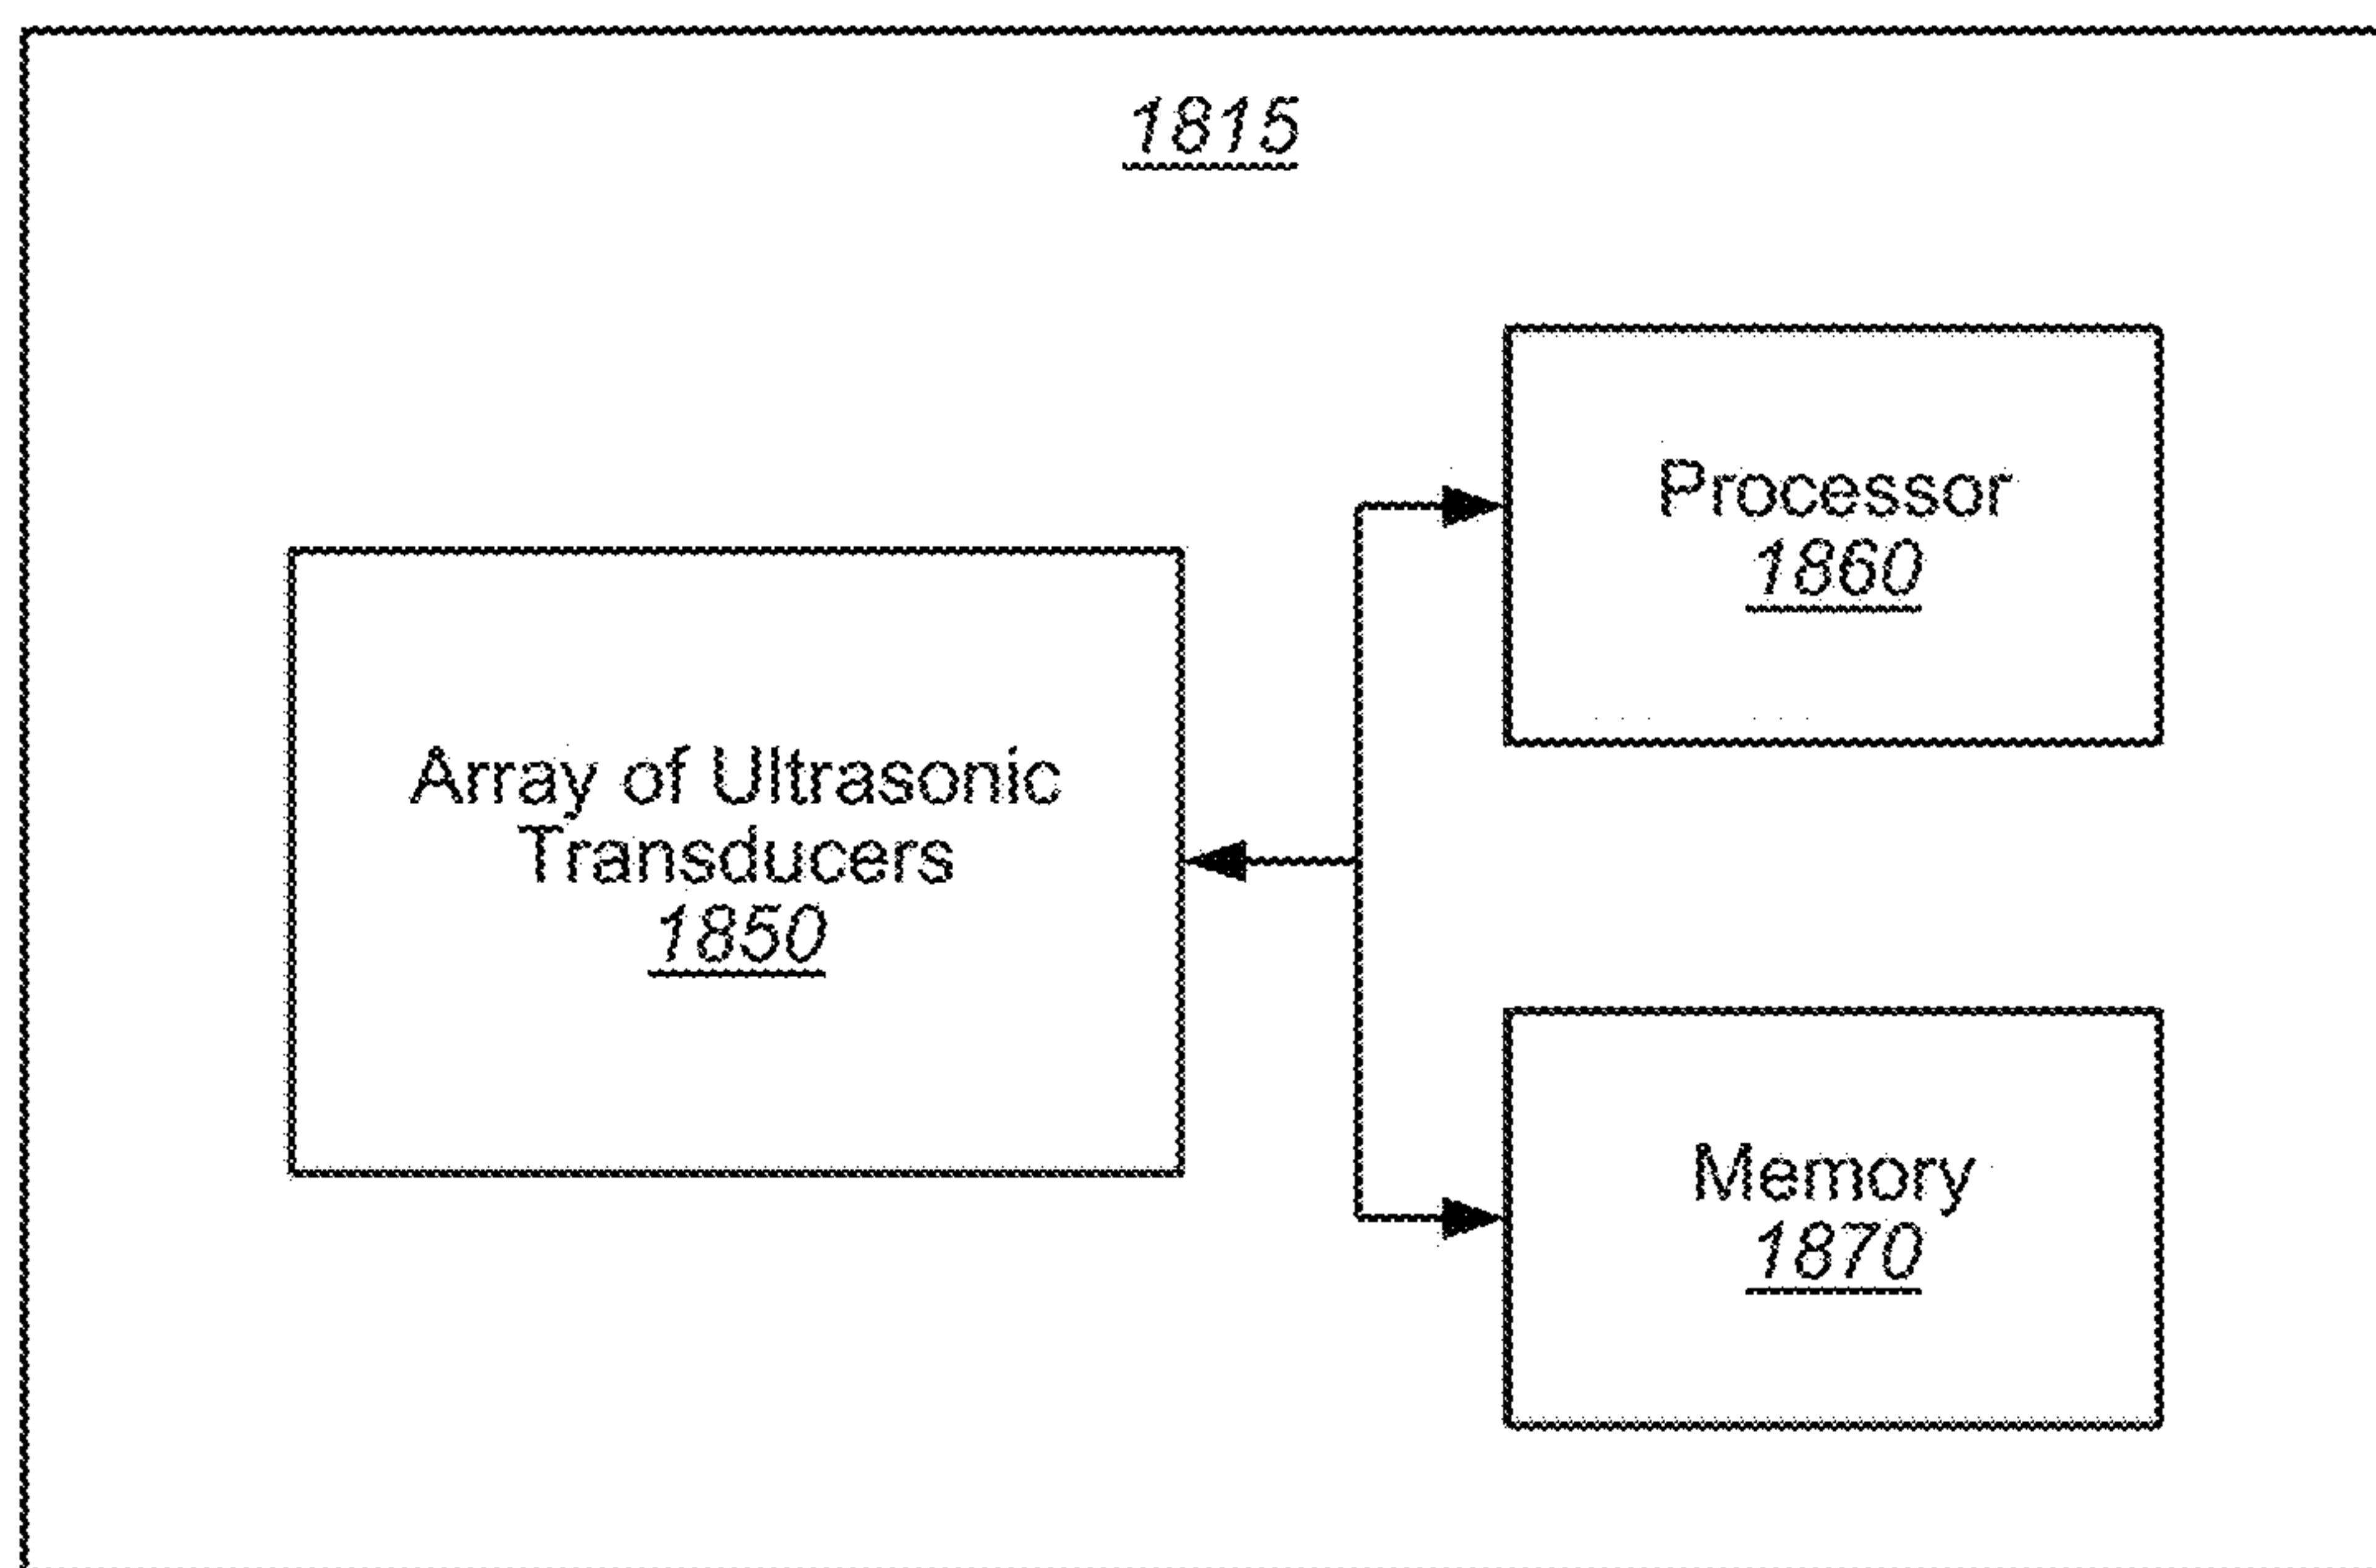 1815
Processor
1860
Array of Ultrasonic
Transducers
1850
Memory
1870